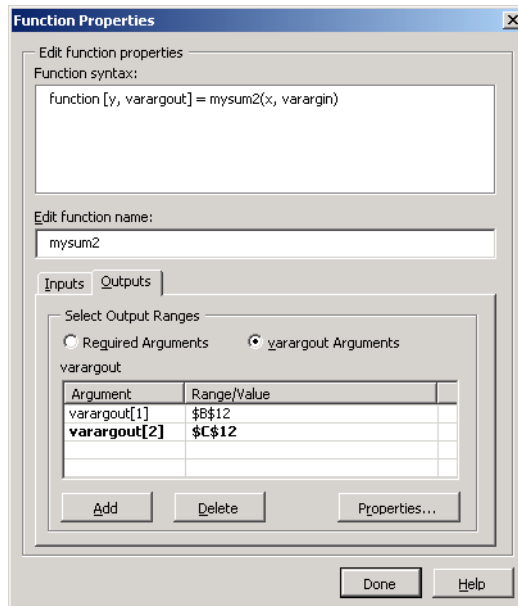 Function Properties
Edit function properties
Function syntax:
function [y, varargout] = mysum2(x, varargin)
Edit function name:
mysum2
Inputs Outputs
Select Output Ranges
Required Arguments varargout Arguments
varargout
Argument Range/Value
varargout[1] $B$12
varargout[2] $C$12
Add Delete Properties...
Done Help